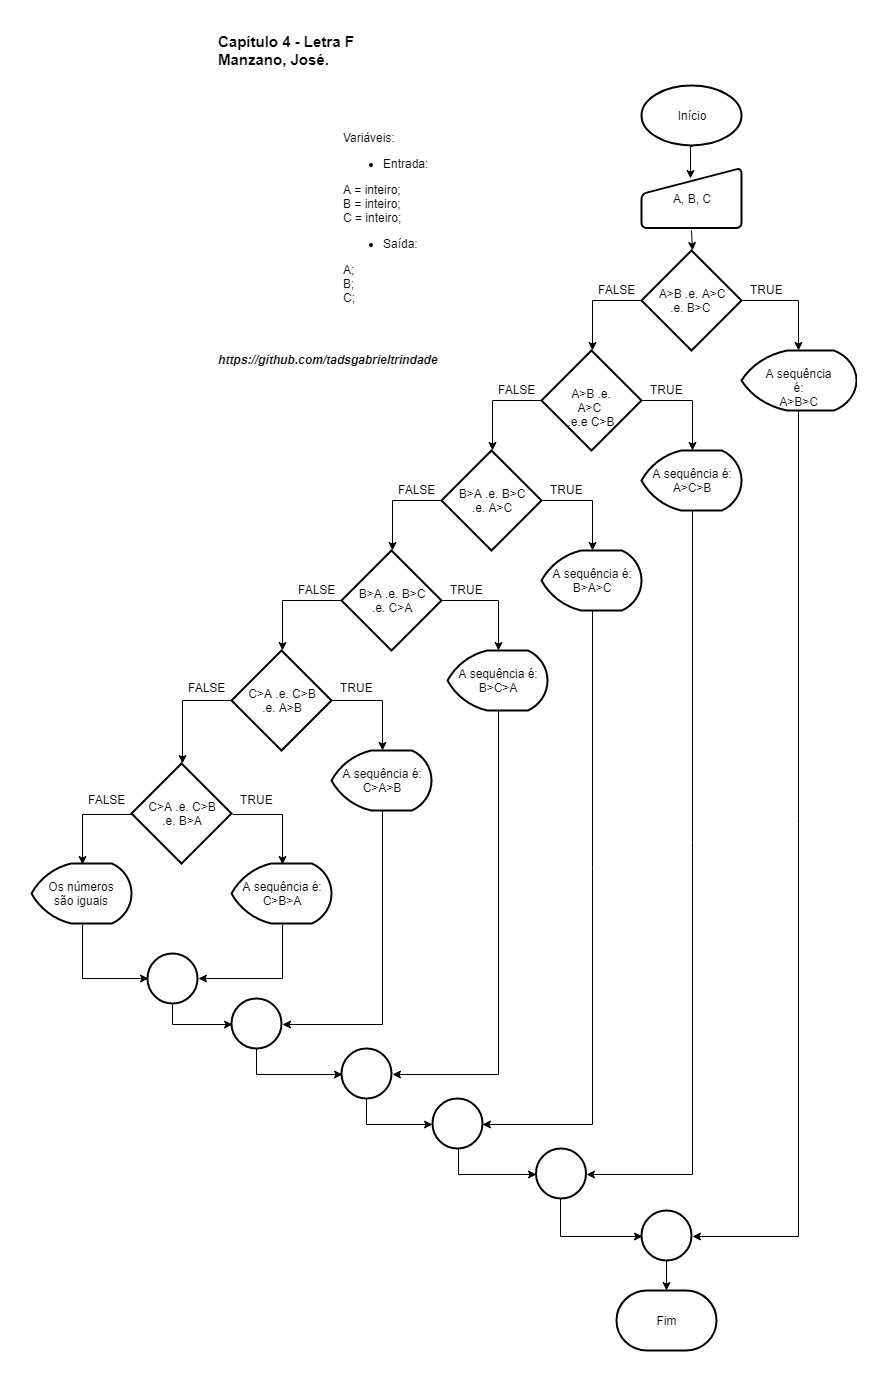 Capítulo 4 - Letra F
Manzano, José.
Início
Variáveis:
• Entrada:
A = inteiro;
B = inteiro;
C = inteiro;
• Saída:
A;
B;
C;
A, B, C
FALSE
A>B .e. A>C
.e. B>C
TRUE
https://github.com/tadsgabrieltrindade
A sequência
é:
A>B>C
FALSE
A>B .e.
A>C
.e.e C>B
TRUE
A sequência é:
A>C>B
FALSE
B>A .e. B>C
.e. A>C
TRUE
A sequência é:
B>A>C
FALSE
B>A .e. B>C
.e. C>A
TRUE
A sequência é:
B>C>A
FALSE
C>A .e. C>B
.e. A>B
TRUE
A sequência é:
C>A>B
FALSE
C>A .e. C>B
.e. B>A
TRUE
Os números
são iguais
A sequência é:
C>B>A
Fim